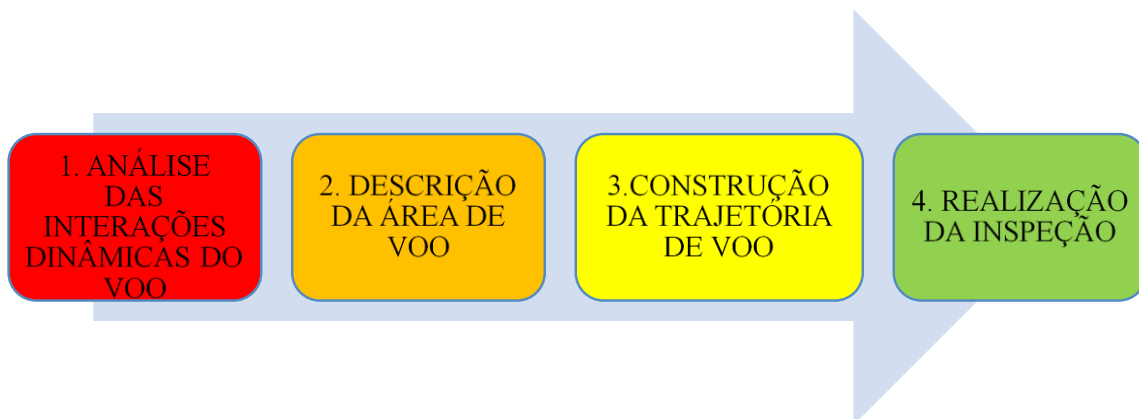 1. ANÁLISE
DAS
INTERAÇÕES
DINÂMICAS DO
VOO
2. DESCRIÇÃO
DA ÁREA DE
VOO
3.CONSTRUÇÃO
DA TRAJETÓRIA
DE VOO
4. REALIZAÇÃO
DA INSPEÇÃO